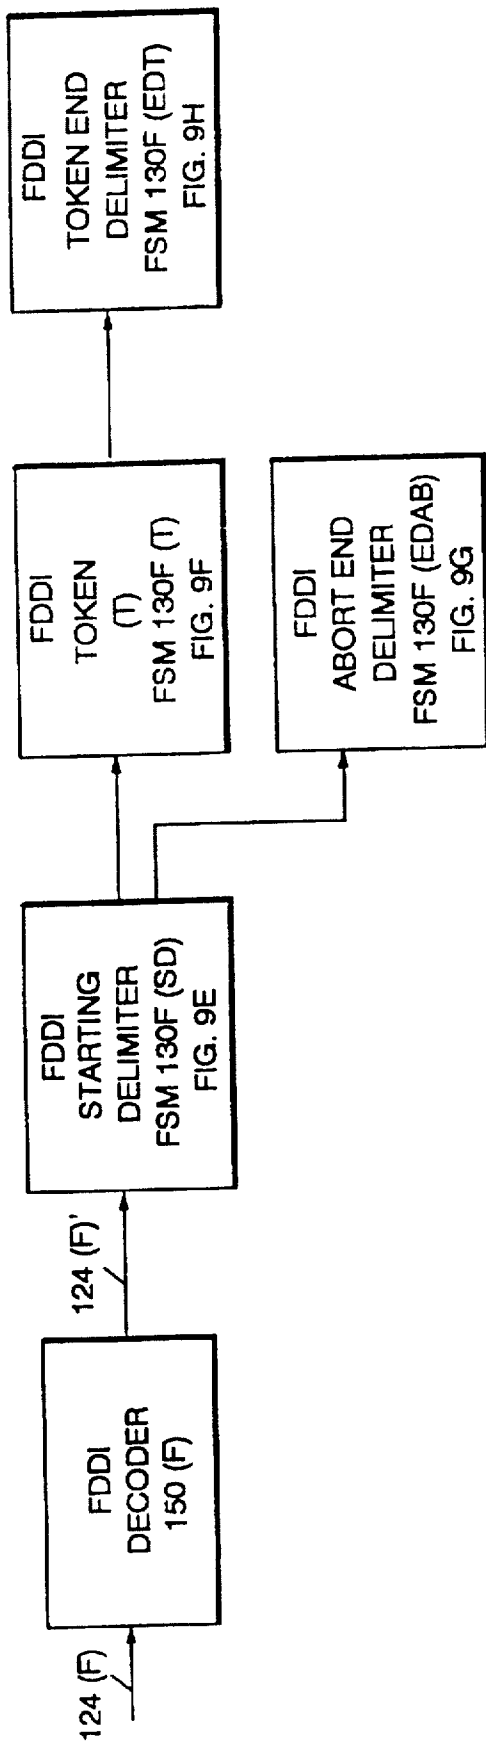 124 (F)
FDDI
DECODER
150 (F)
124 (F)'
FDDI
STARTING
DELIMITER
FSM 130F (SD)
FIG. 9E
FDDI
TOKEN
(T)
FSM 130F (T)
FIG. 9F
FDDI
TOKEN END
DELIMITER
FSM 130F (EDT)
FIG. 9H
FDDI
ABORT END
DELIMITER
FSM 130F (EDAB)
FIG. 9G